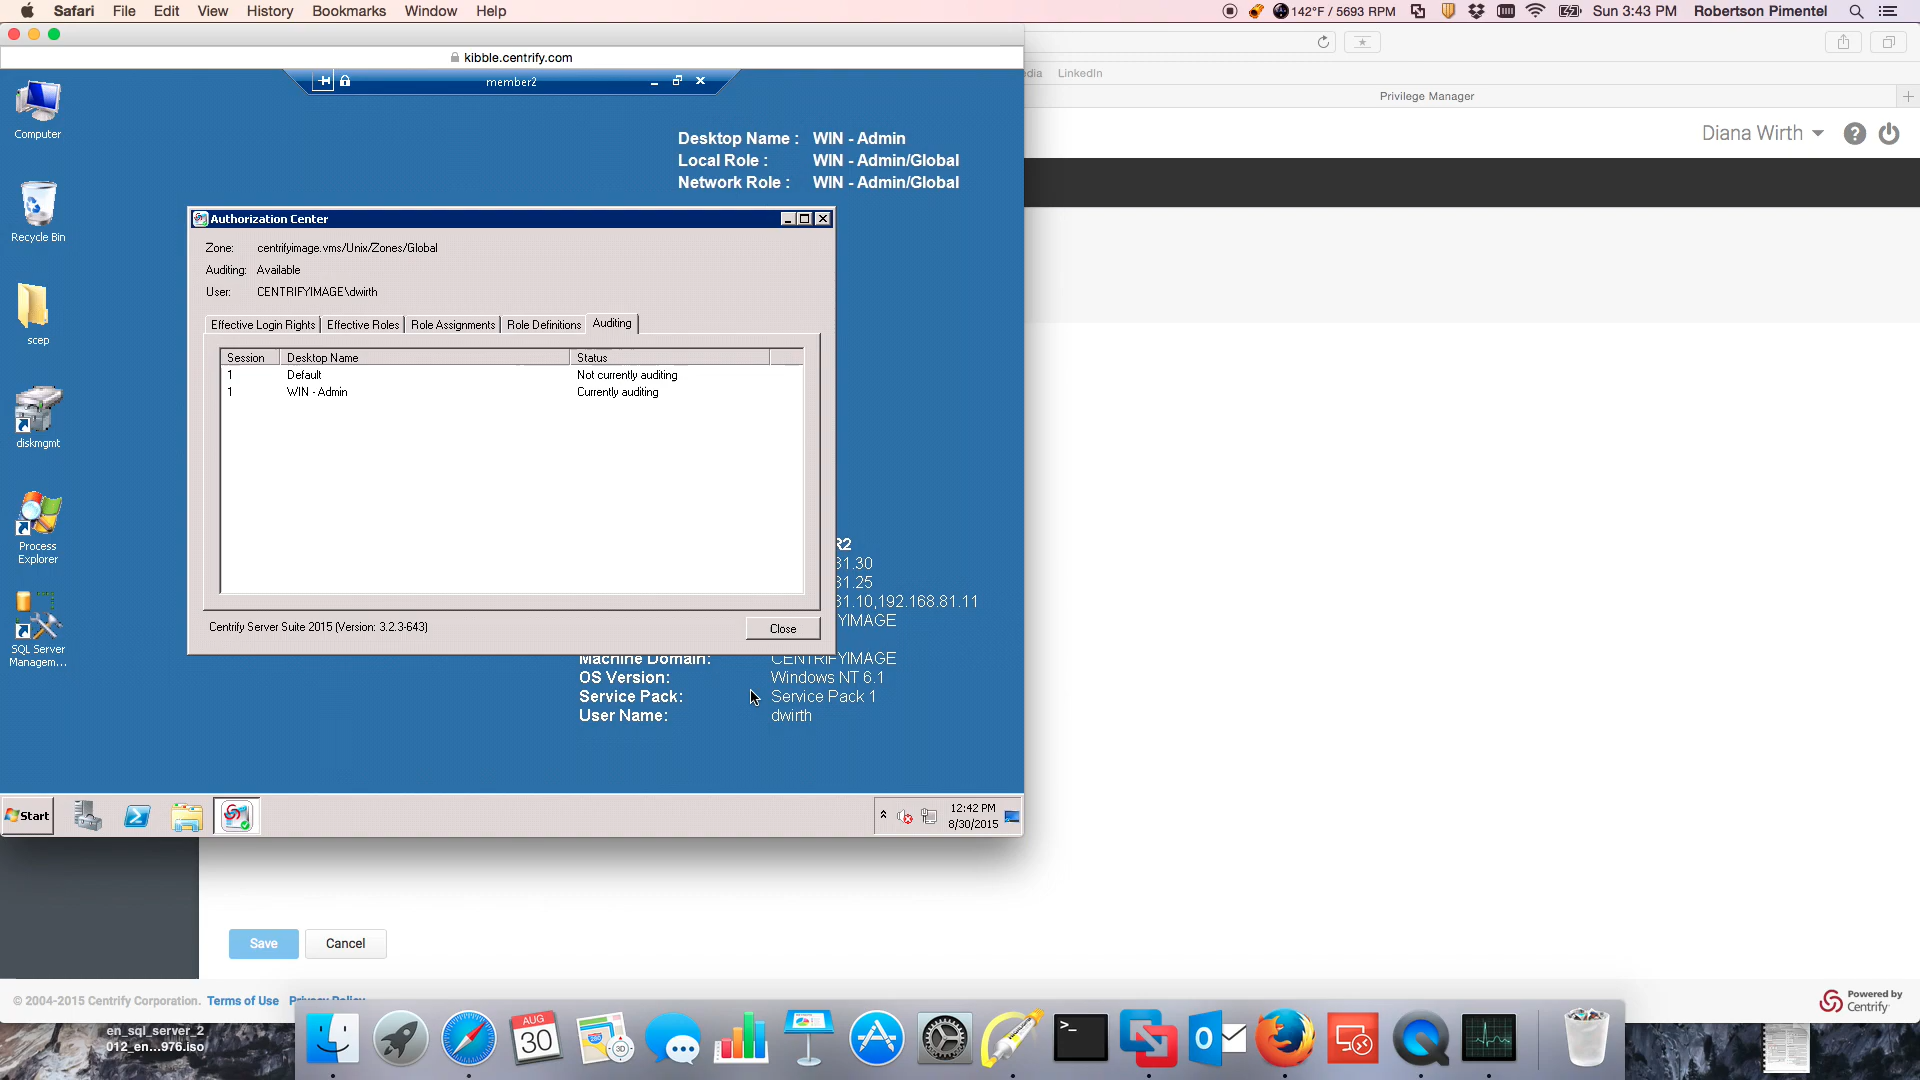 Safari File Edit View History Bookmarks Window Help
142°F / 5693 RPM Sun 3:43 PM Robertson Pimentel
kibble.centrify.com
dia LinkedIn
member2
Privilege Manager
Computer
Desktop Name : WIN - Admin
Local Role : WIN - Admin/Global
Network Role : WIN - Admin/Global
Diana Wirth
Recycle Bin
Authorization Center
Zone: centrifyimage.vms/Unix/Zones/Global
Auditing: Available
User: CENTRIFYIMAGE\dwirth
Effective Login Rights Effective Roles Role Assignments Role Definitions Auditing
scep
Session Desktop Name Status
1 Default Not currently auditing
1 WIN - Admin Currently auditing
diskmgmt
Process
Explorer
R2
31.30
31.25
31.10,192.168.81.11
YIMAGE
Centrify Server Suite 2015 (Version: 3.2.3-643)
Close
SQL Server
Managem...
Machine Domain: CENTRIFYIMAGE
OS Version: Windows NT 6.1
Service Pack: Service Pack 1
User Name: dwirth
Start
12:42 PM
8/30/2015
Save Cancel
© 2004-2015 Centrify Corporation. Terms of Use Privacy Policy
Powered by
Centrify
en_sql_server_2
012_en...976.iso
AUG
30